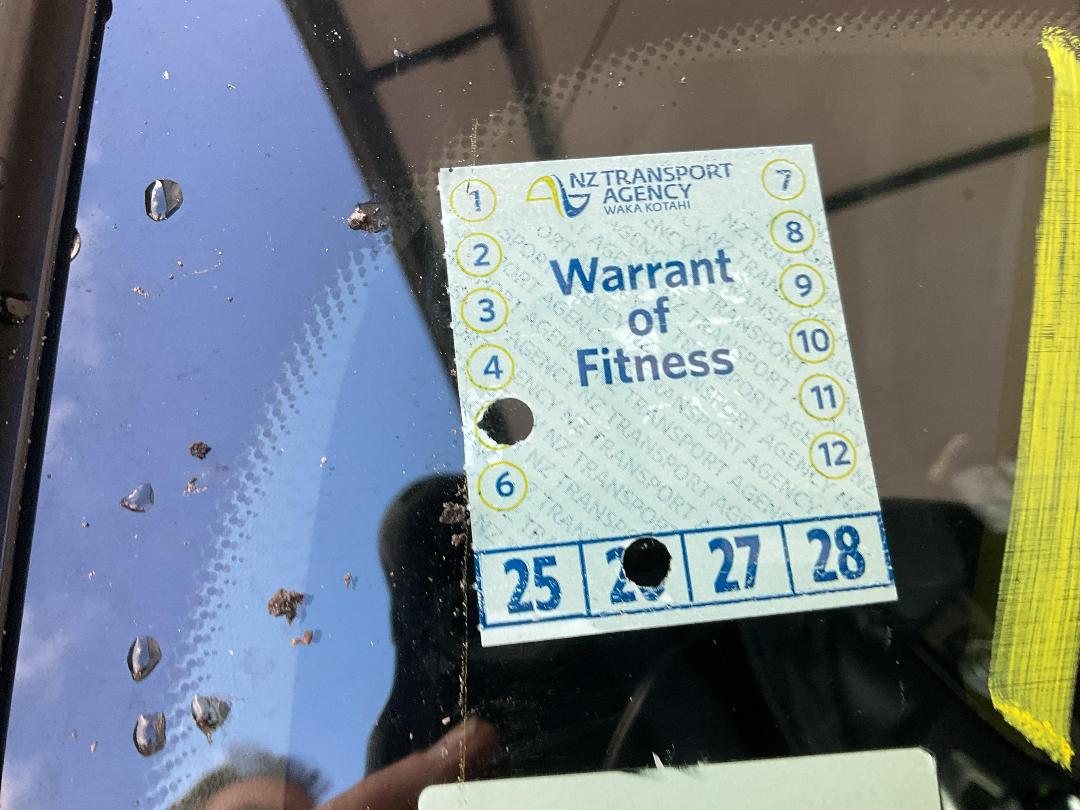 NZ TRANSPORT
AGENCY
WAKA KOTAHI
Warrant
of
Fitness
1
2
3
4
6
7
8
9
10
11
12
25
27
28